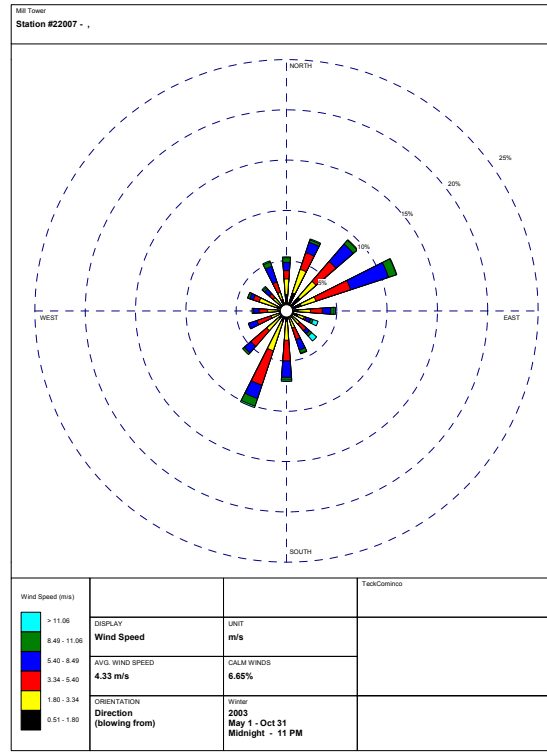 Mill Tower
Station #22007 - ,
NORTH
25%
20%
15%
10%
5%
WEST
EAST
SOUTH
Wind Speed (m/s)
> 11.06
8.49 - 11.06
5.40 - 8.49
3.34 - 5.40
1.80 - 3.34
0.51 - 1.80
DISPLAY
Wind Speed
UNIT
m/s
AVG. WIND SPEED
4.33 m/s
CALM WINDS
6.65%
ORIENTATION
Direction
(blowing from)
Winter
2003
May 1 - Oct 31
Midnight - 11 PM
TeckCominco